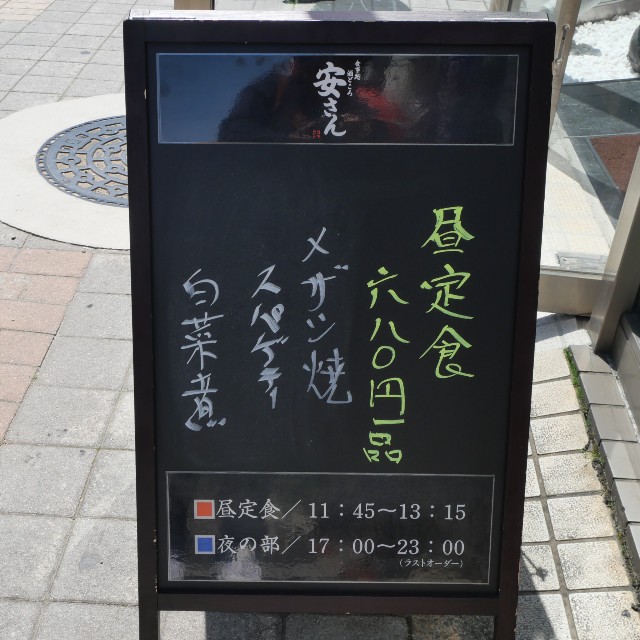 安さん
昼定食
六八〇円一品
メザシ焼
スパゲティ
白菜煮
昼定食／11：45〜13：15
夜の部／17：00〜23：00
（ラストオーダー）